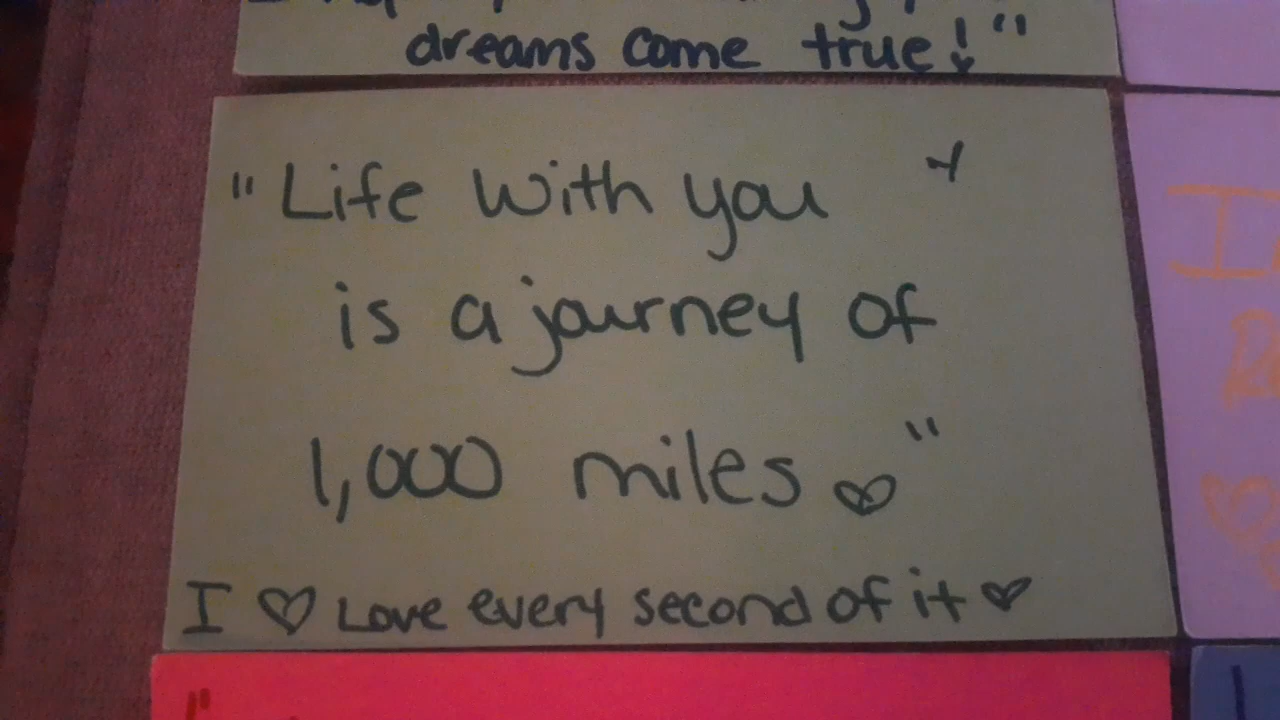 dreams come true!"
"Life with you
is a journey of
1,000 miles ♡"
I ♡ Love every second of it ♡